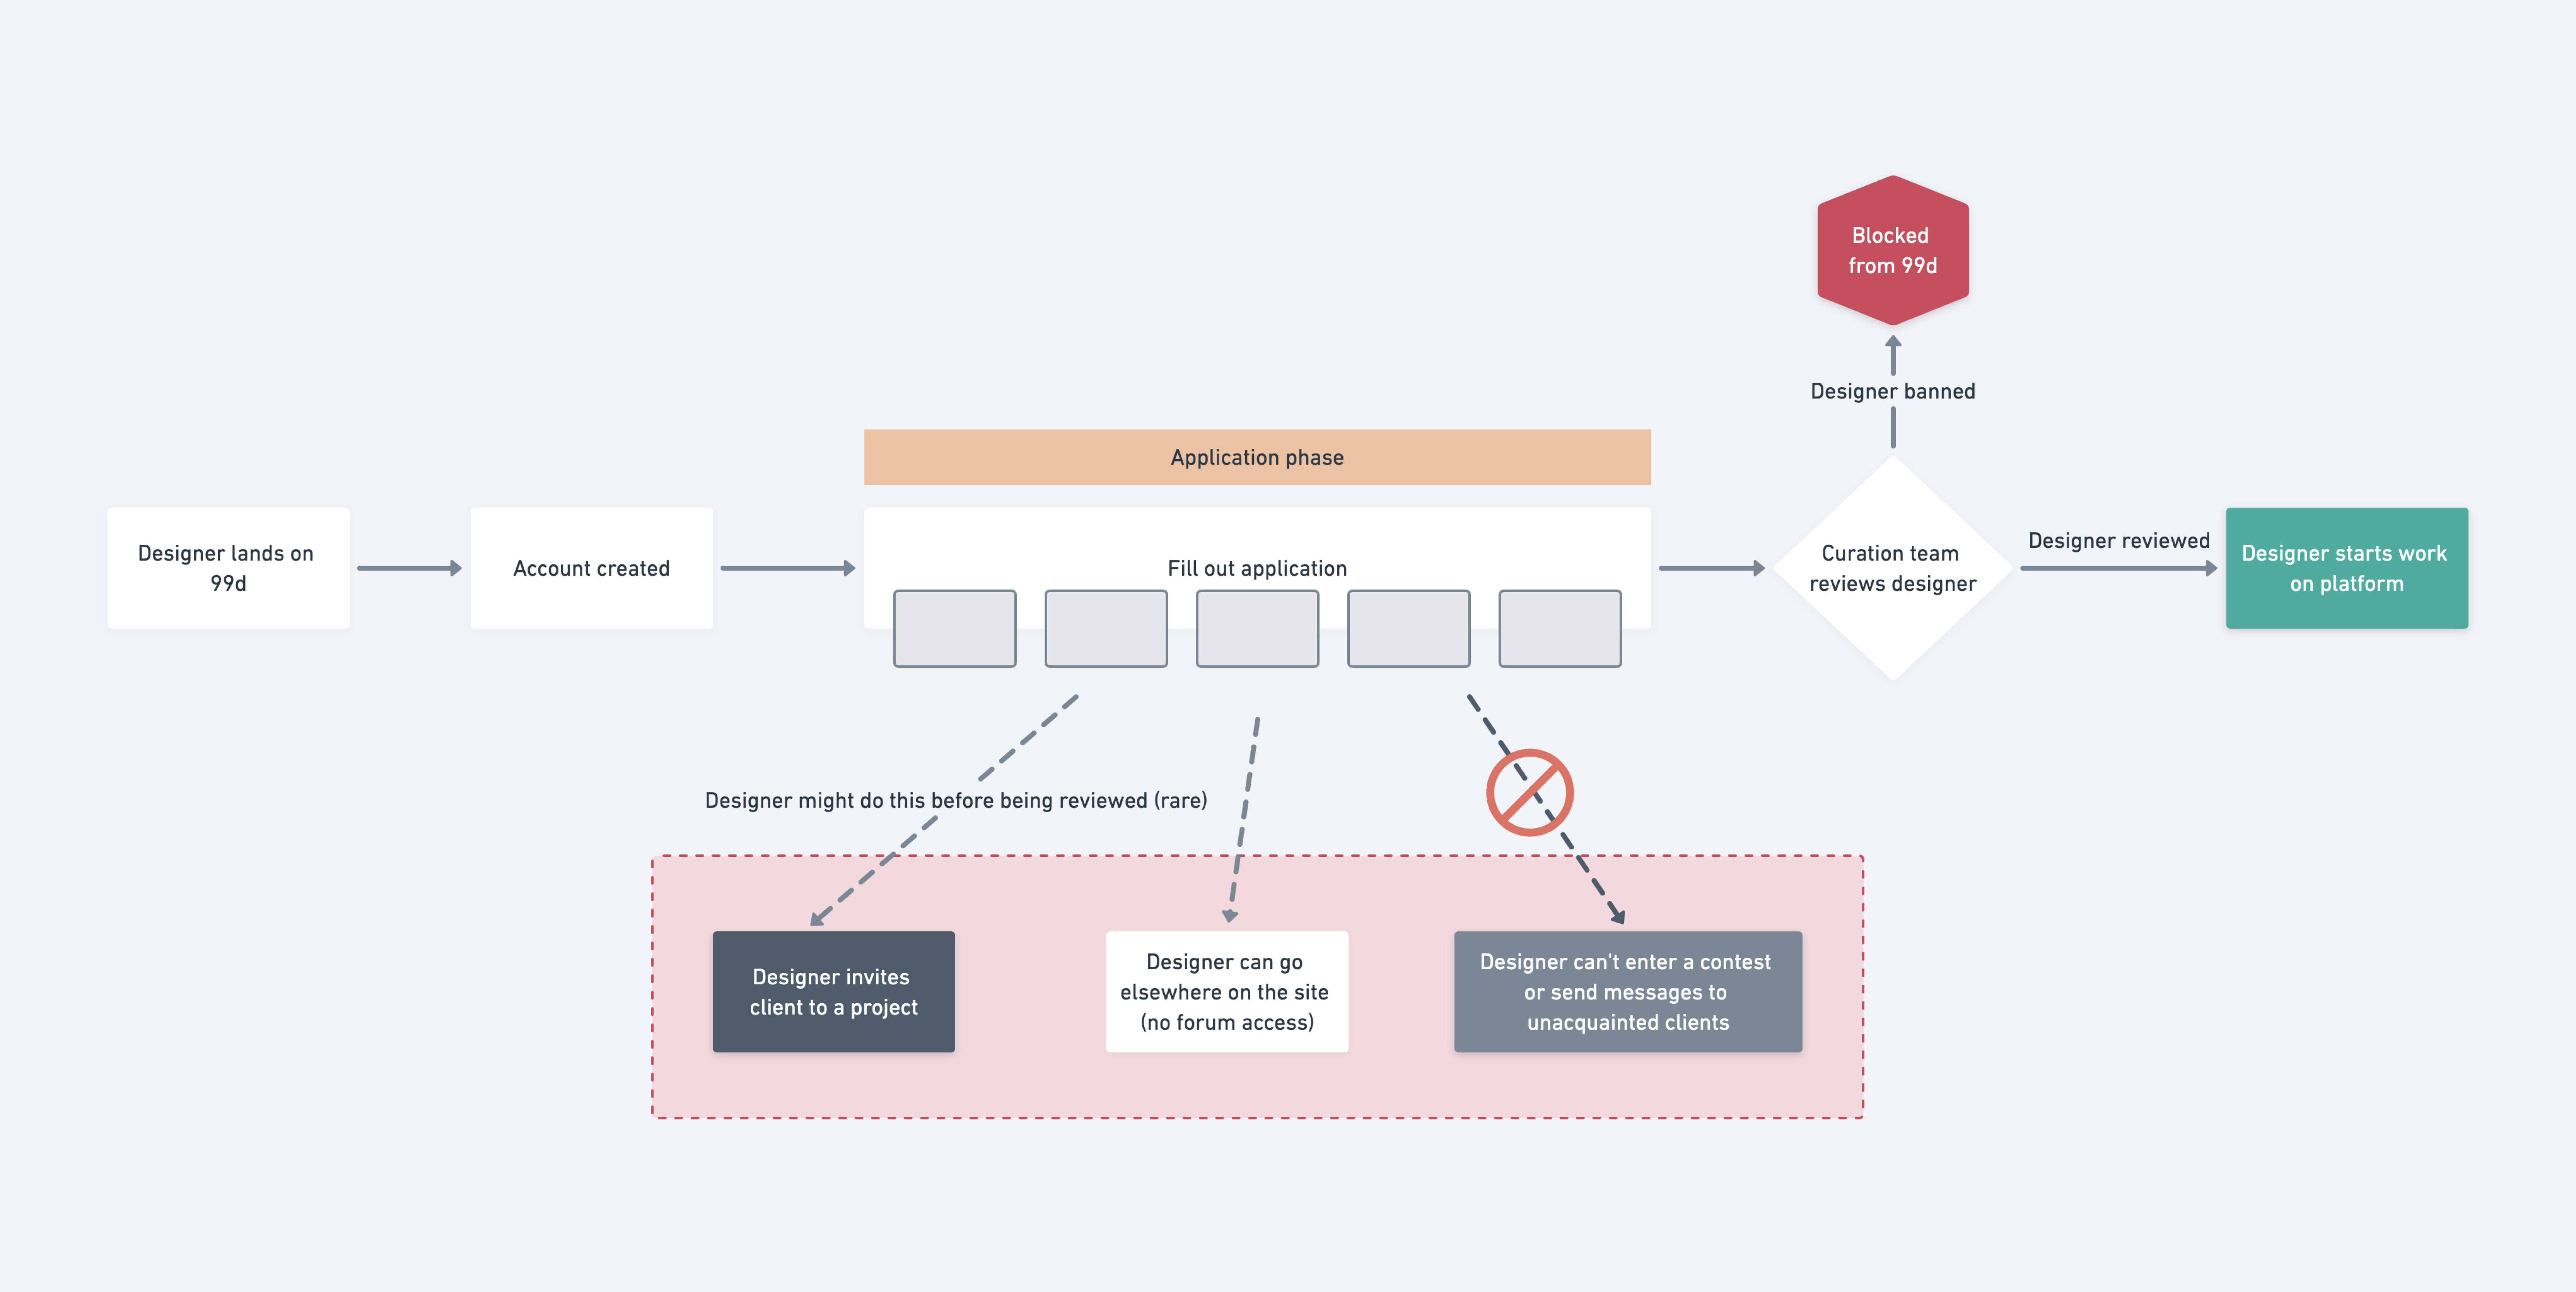 Blocked
from 99d
Designer banned
Application phase
Designer lands on
99d
Account created
Fill out application
Curation team
reviews designer
Designer reviewed
Designer starts work
on platform
Designer might do this before being reviewed (rare)
Designer invites
client to a project
Designer can go
elsewhere on the site
(no forum access)
Designer can't enter a contest
or send messages to
unacquainted clients